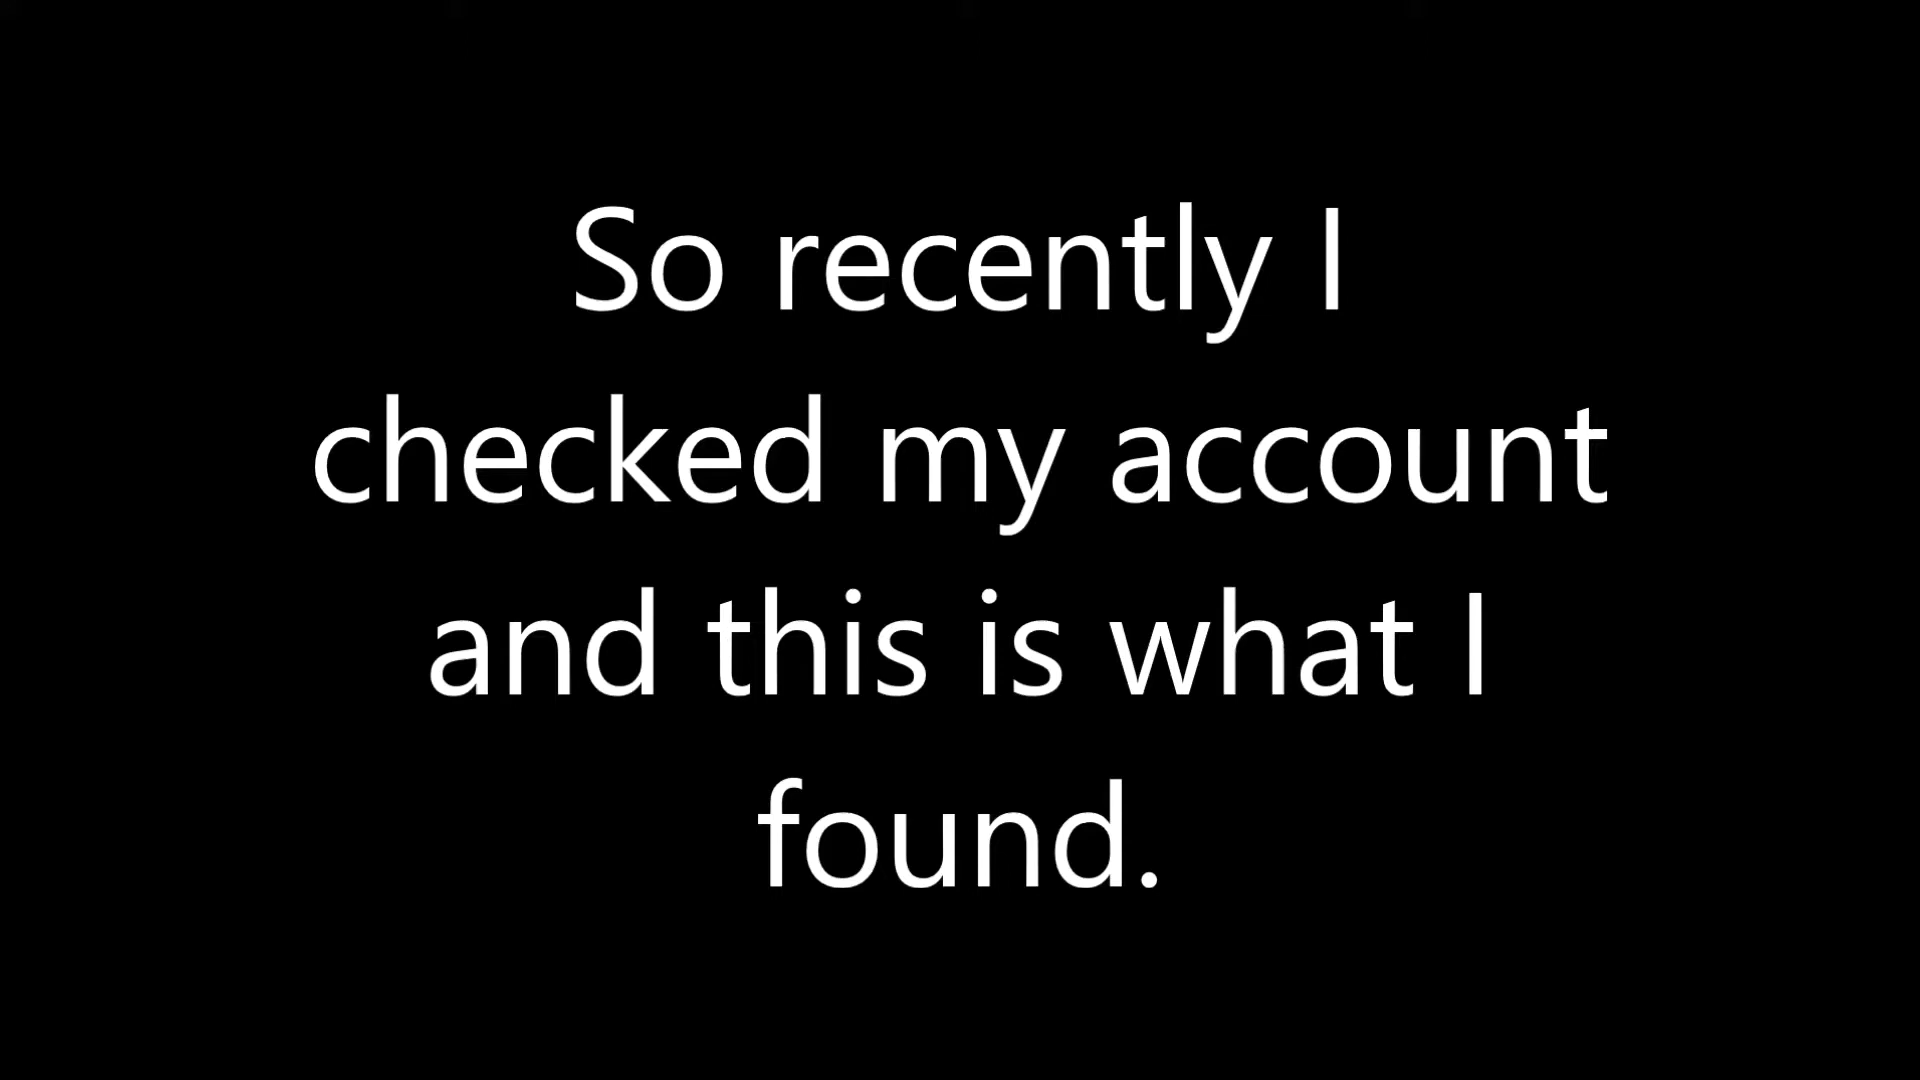 So recently I
checked my account
and this is what I
found.